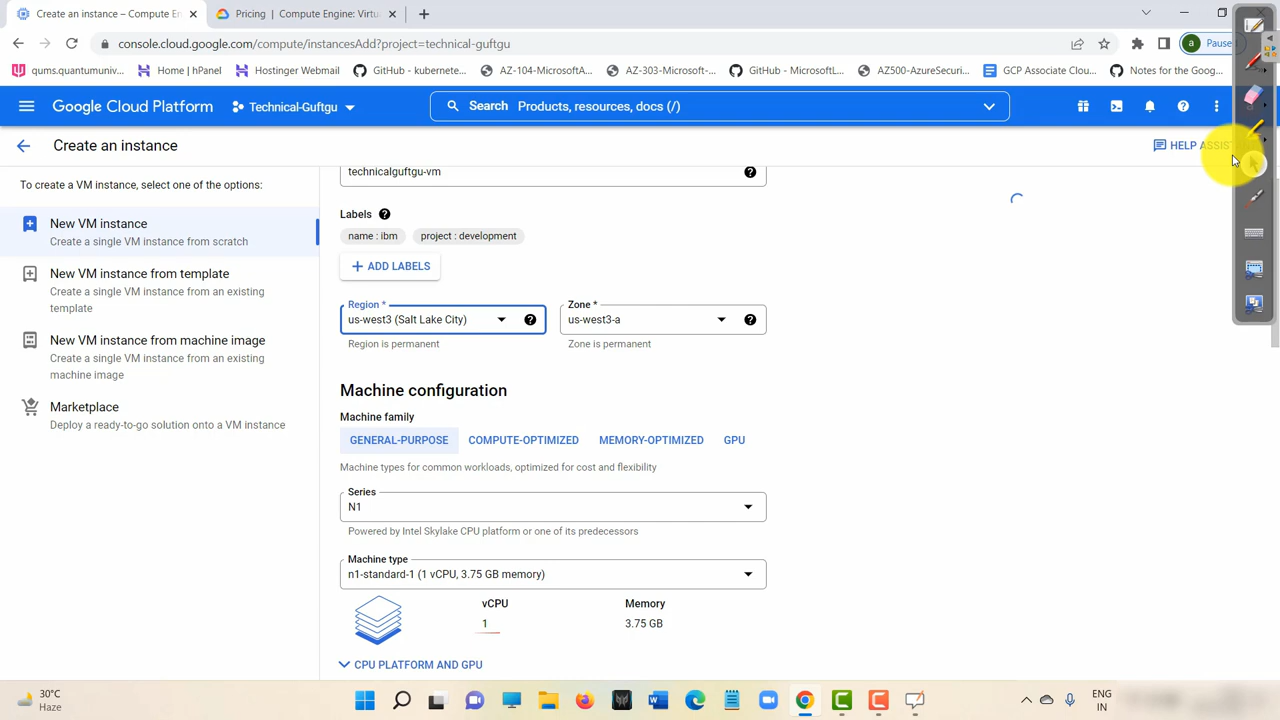 Create an instance – Compute En
Pricing | Compute Engine: Virtu
console.cloud.google.com/compute/instancesAdd?project=technical-guftgu
Paused
qums.quantumuniv...
Home | hPanel
Hostinger Webmail
GitHub - kubernete...
AZ-104-MicrosoftA...
AZ-303-Microsoft-...
GitHub - MicrosoftL...
AZ500-AzureSecuri...
GCP Associate Clou...
Notes for the Goog...
Google Cloud Platform
Technical-Guftgu
Search Products, resources, docs (/)
Create an instance
HELP ASSIST
To create a VM instance, select one of the options:
New VM instance
Create a single VM instance from scratch
New VM instance from template
Create a single VM instance from an existing
template
New VM instance from machine image
Create a single VM instance from an existing
machine image
Marketplace
Deploy a ready-to-go solution onto a VM instance
technicalguftgu-vm
Labels
name : ibm project : development
ADD LABELS
Region * Zone *
us-west3 (Salt Lake City) us-west3-a
Region is permanent Zone is permanent
Machine configuration
Machine family
GENERAL-PURPOSE COMPUTE-OPTIMIZED MEMORY-OPTIMIZED GPU
Machine types for common workloads, optimized for cost and flexibility
Series
N1
Powered by Intel Skylake CPU platform or one of its predecessors
Machine type
n1-standard-1 (1 vCPU, 3.75 GB memory)
vCPU Memory
1 3.75 GB
CPU PLATFORM AND GPU
30°C
Haze
ENG
IN